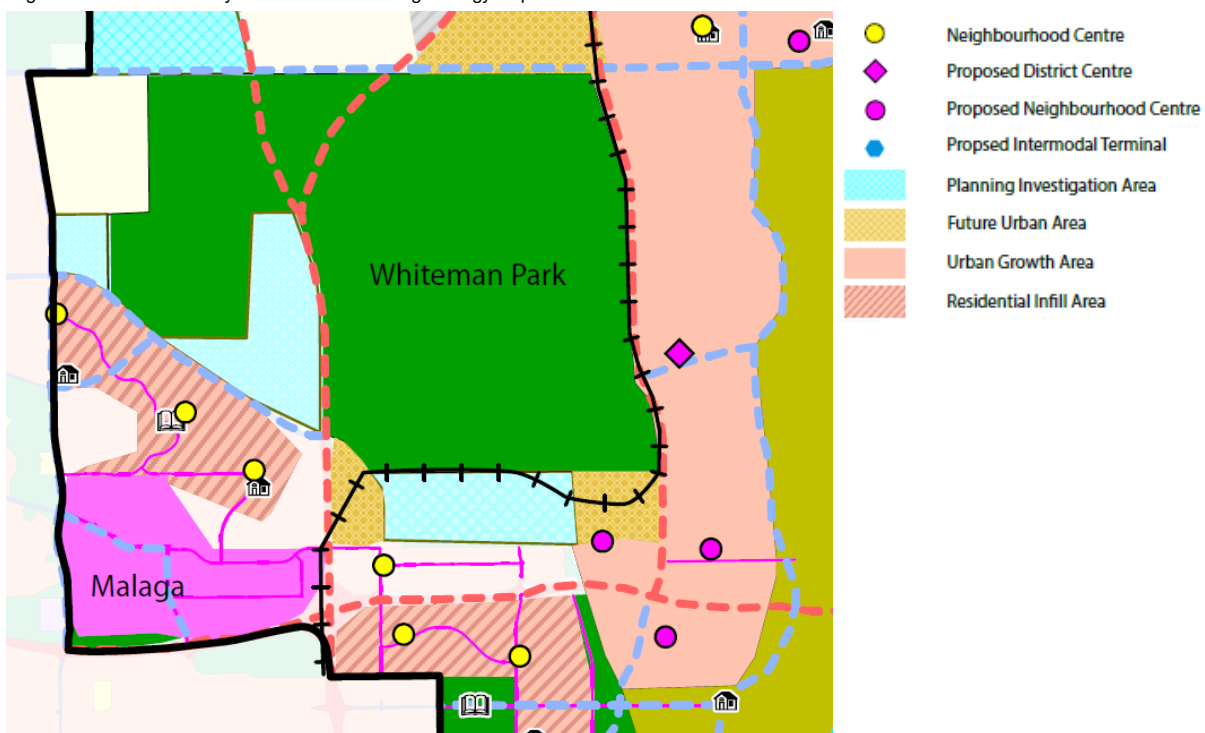 Neighbourhood Centre
Proposed District Centre
Proposed Neighbourhood Centre
Propsed Intermodal Terminal
Planning Investigation Area
Future Urban Area
Urban Growth Area
Residential Infill Area
Whiteman Park
Malaga